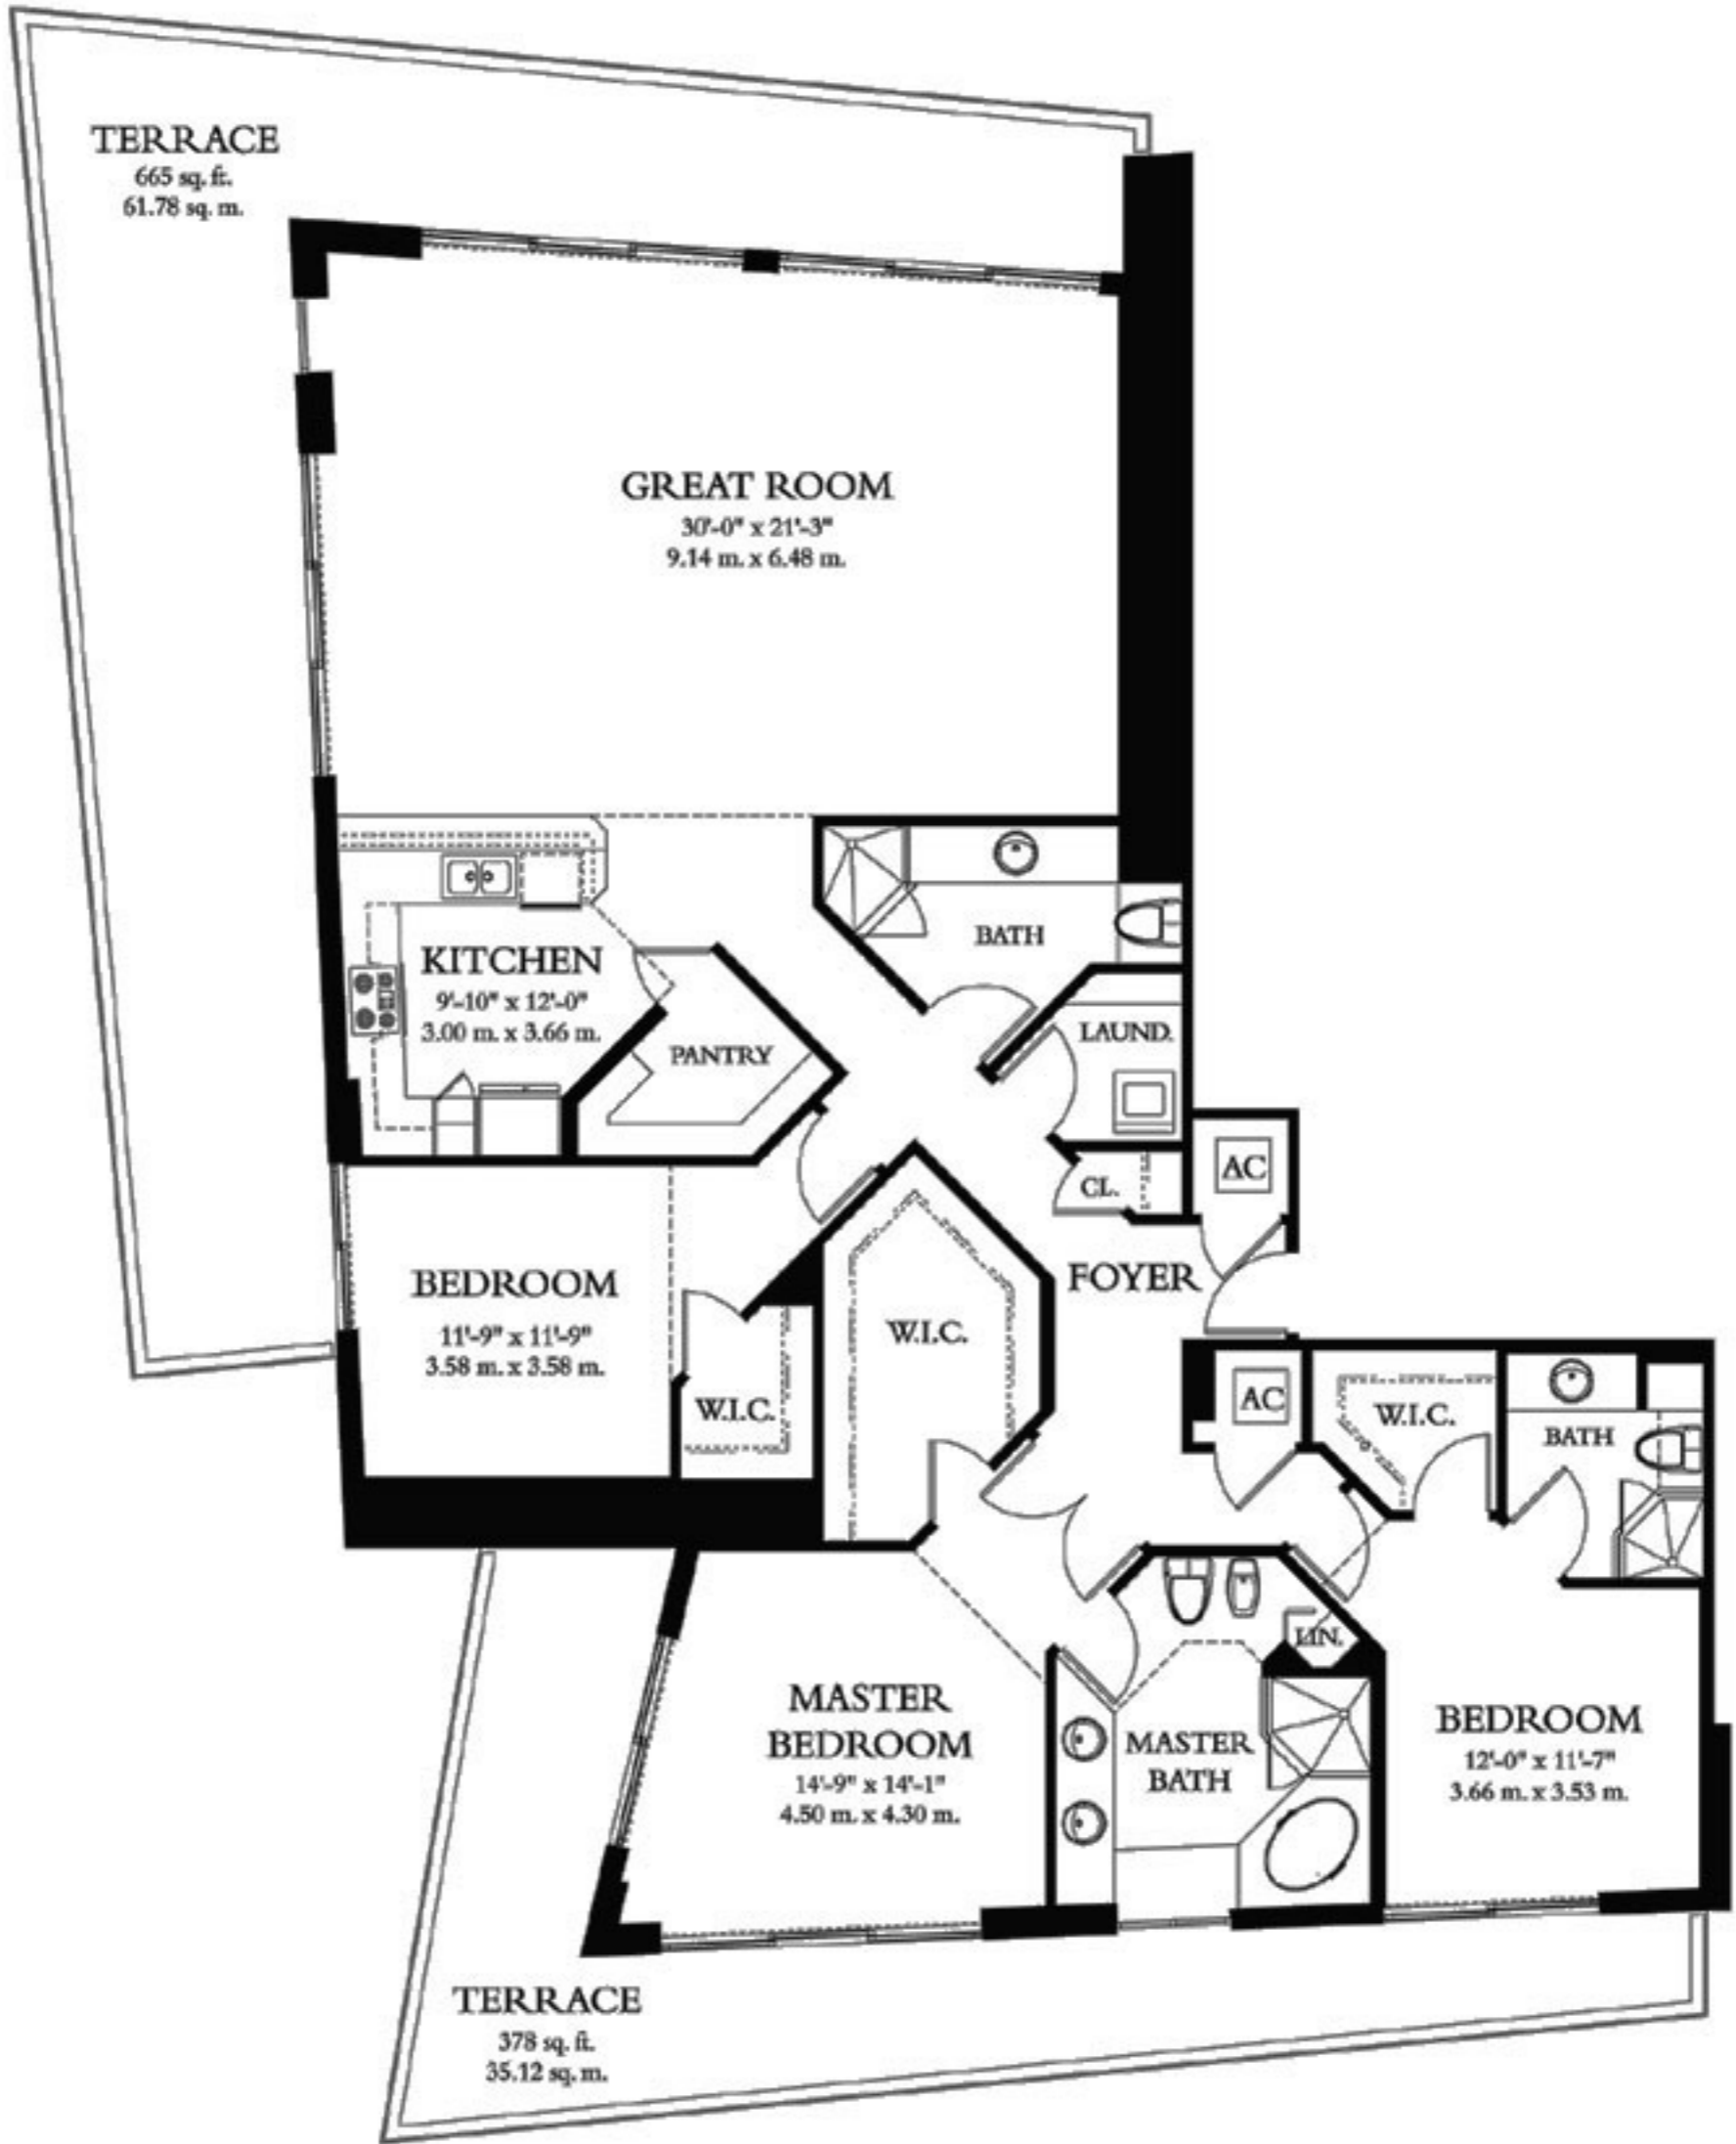 TERRACE
665 sq. ft.
61.78 sq. m.
GREAT ROOM
30'-0" x 21'-3"
9.14 m. x 6.48 m.
KITCHEN
9'-10" x 12'-0"
3.00 m. x 3.66 m.
BATH
PANTRY
LAUND.
CL.
AC
FOYER
BEDROOM
11'-9" x 11'-9"
3.58 m. x 3.58 m.
W.I.C.
W.I.C.
AC
W.I.C.
BATH
LIN.
MASTER
BEDROOM
14'-9" x 14'-1"
4.50 m. x 4.30 m.
MASTER
BATH
BEDROOM
12'-0" x 11'-7"
3.66 m. x 3.53 m.
TERRACE
378 sq. ft.
35.12 sq. m.